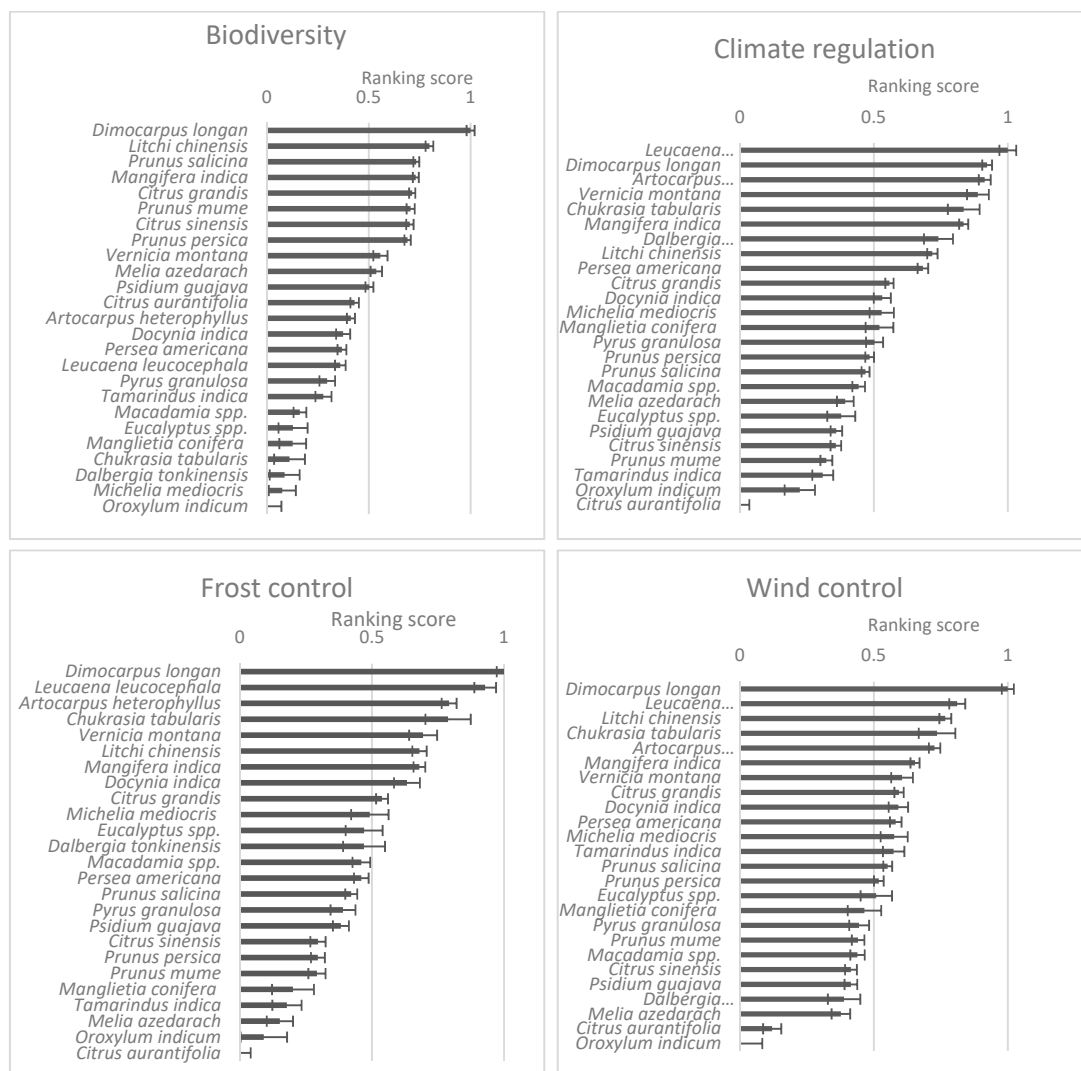 Biodiversity
Ranking score
0 0.5 1
Dimocarpus longan
Litchi chinensis
Prunus salicina
Mangifera indica
Citrus grandis
Prunus mume
Citrus sinensis
Prunus persica
Vernicia montana
Melia azedarach
Psidium guajava
Citrus aurantifolia
Artocarpus heterophyllus
Docynia indica
Persea americana
Leucaena leucocephala
Pyrus granulosa
Tamarindus indica
Macadamia spp.
Eucalyptus spp.
Manglietia conifera
Chukrasia tabularis
Dalbergia tonkinensis
Michelia mediocris
Oroxylum indicum
Climate regulation
Ranking score
0 0.5 1
Leucaena...
Dimocarpus longan
Artocarpus...
Vernicia montana
Chukrasia tabularis
Mangifera indica
Dalbergia...
Litchi chinensis
Persea americana
Citrus grandis
Docynia indica
Michelia mediocris
Manglietia conifera
Pyrus granulosa
Prunus persica
Prunus salicina
Macadamia spp.
Melia azedarach
Eucalyptus spp.
Psidium guajava
Citrus sinensis
Prunus mume
Tamarindus indica
Oroxylum indicum
Citrus aurantifolia
Frost control
Ranking score
0 0.5 1
Dimocarpus longan
Leucaena leucocephala
Artocarpus heterophyllus
Chukrasia tabularis
Vernicia montana
Litchi chinensis
Mangifera indica
Docynia indica
Citrus grandis
Michelia mediocris
Eucalyptus spp.
Dalbergia tonkinensis
Macadamia spp.
Persea americana
Prunus salicina
Pyrus granulosa
Psidium guajava
Citrus sinensis
Prunus persica
Prunus mume
Manglietia conifera
Tamarindus indica
Melia azedarach
Oroxylum indicum
Citrus aurantifolia
Wind control
Ranking score
0 0.5 1
Dimocarpus longan
Leucaena...
Litchi chinensis
Chukrasia tabularis
Artocarpus...
Mangifera indica
Vernicia montana
Citrus grandis
Docynia indica
Persea americana
Michelia mediocris
Tamarindus indica
Prunus salicina
Prunus persica
Eucalyptus spp.
Manglietia conifera
Pyrus granulosa
Prunus mume
Macadamia spp.
Citrus sinensis
Psidium guajava
Dalbergia...
Melia azedarach
Citrus aurantifolia
Oroxylum indicum